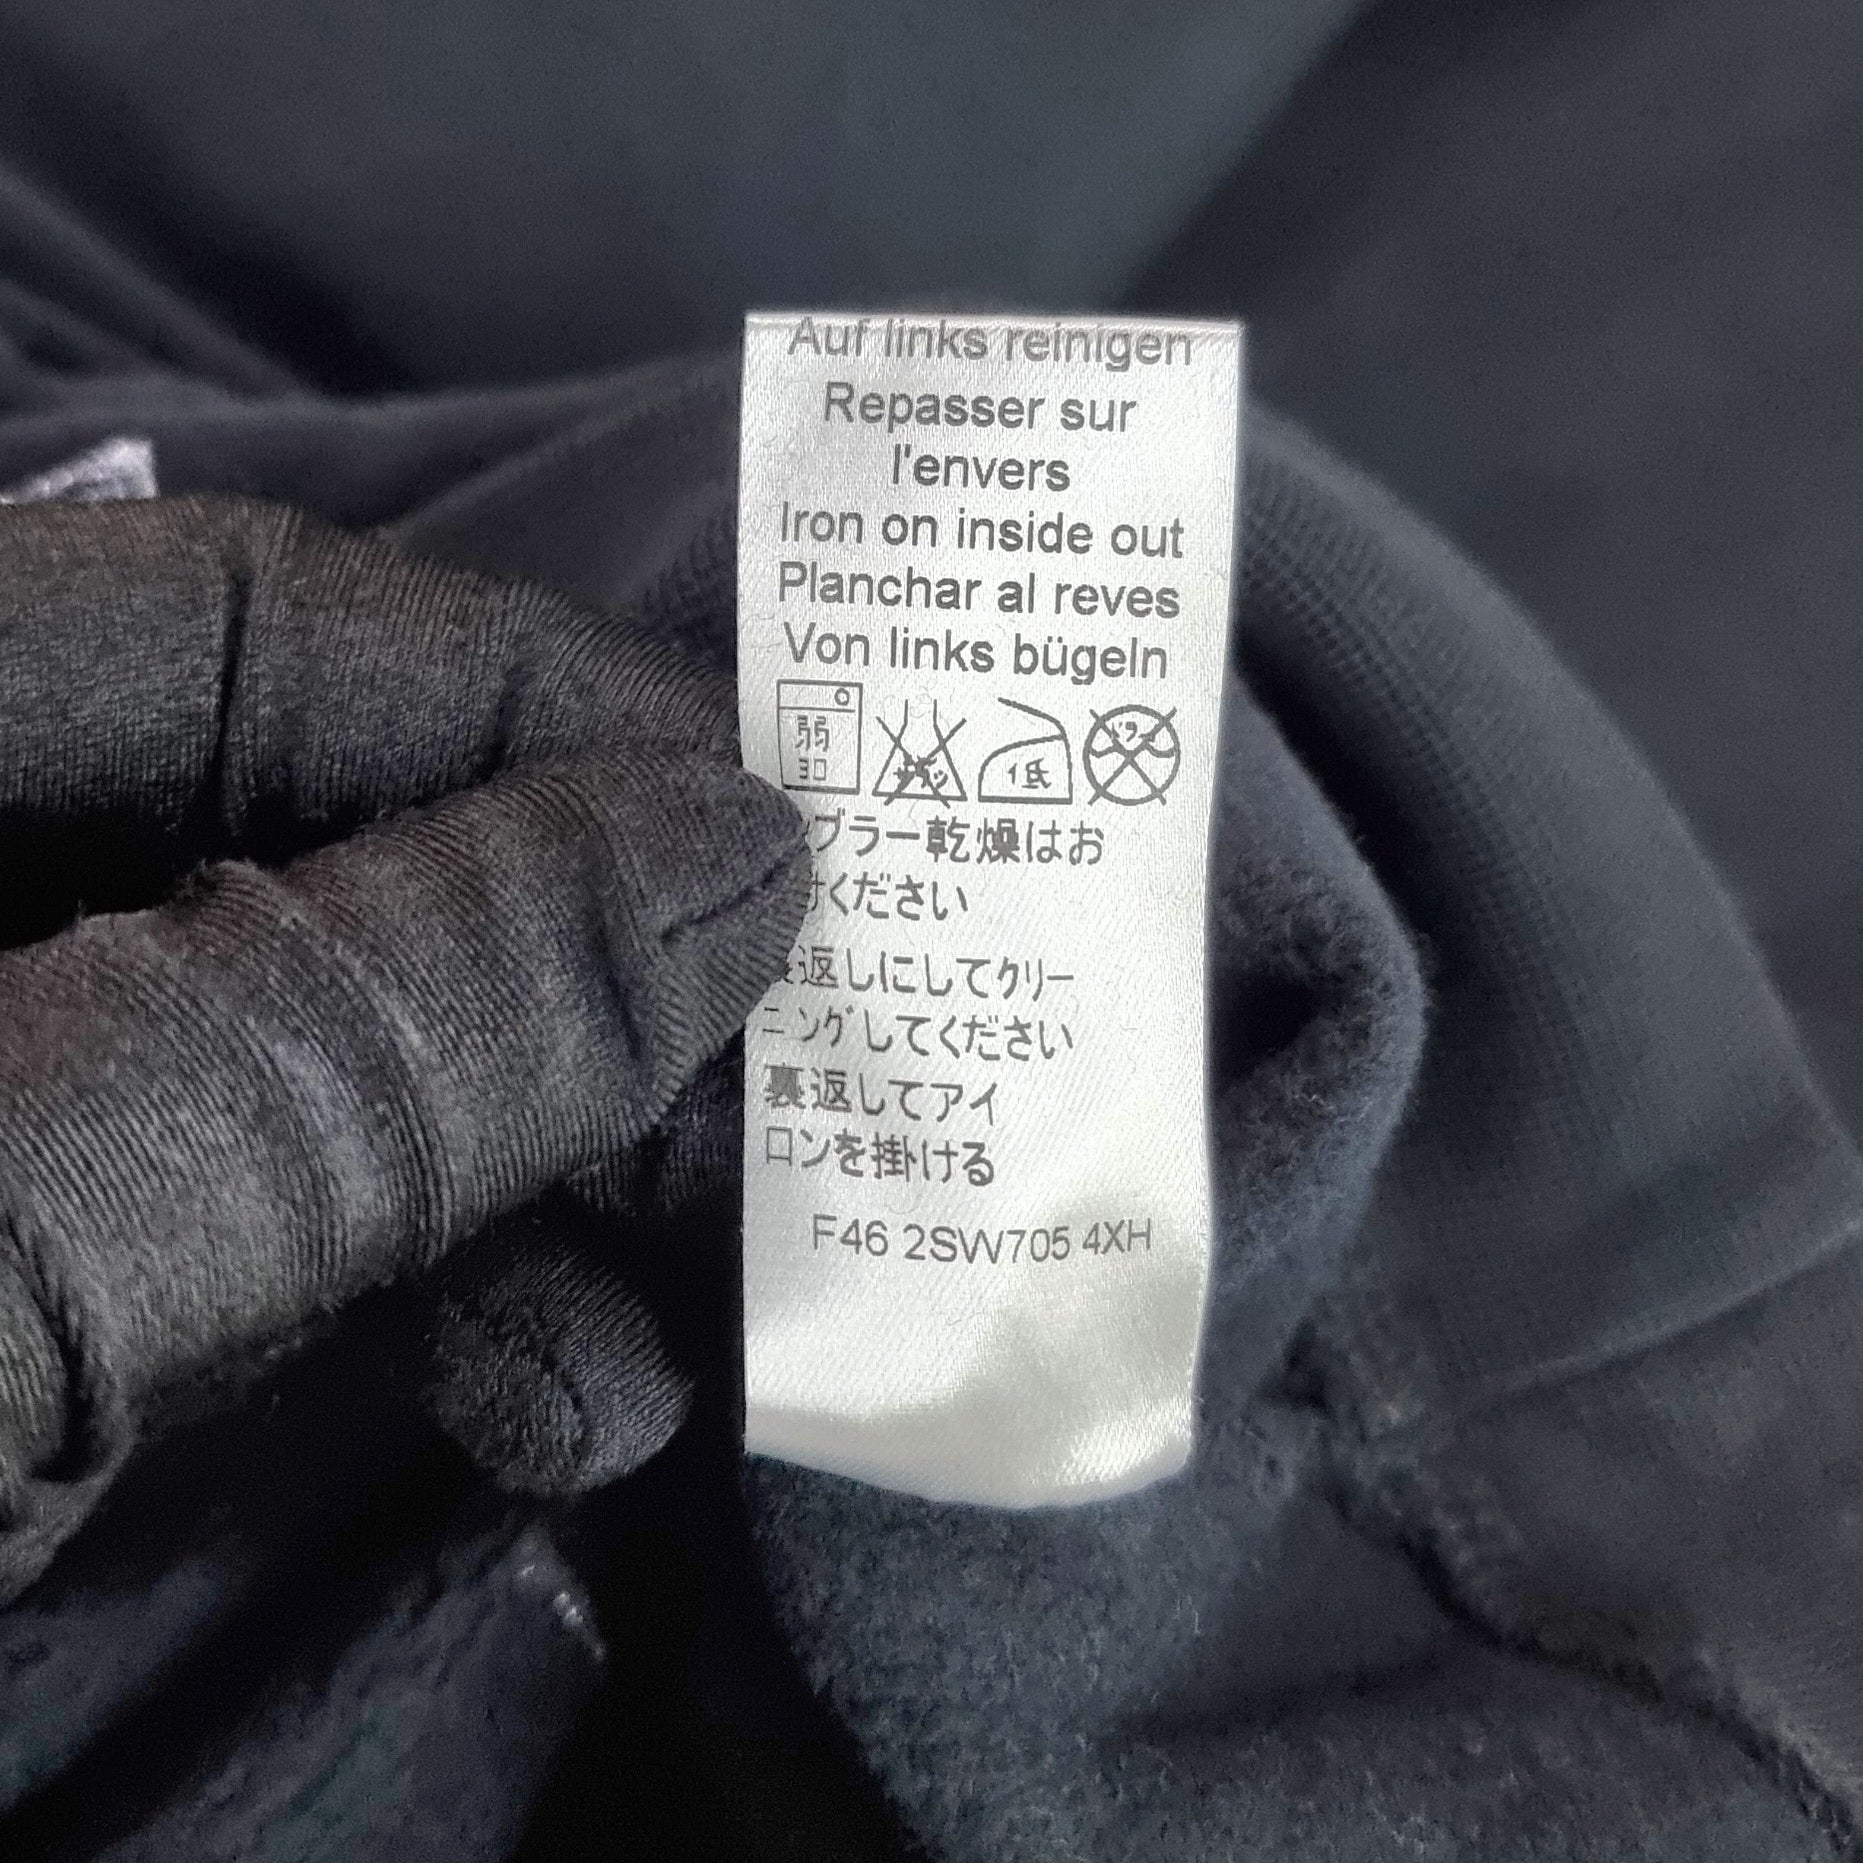 Auf links reinigen
Repasser sur
l'envers
Iron on inside out
Planchar al reves
Von links bügeln
弱
30
低
ブラー乾燥はお
ください
返しにしてクリー
ニングしてください
裏返してアイ
ロンを掛ける
F46 2SW705 4XH